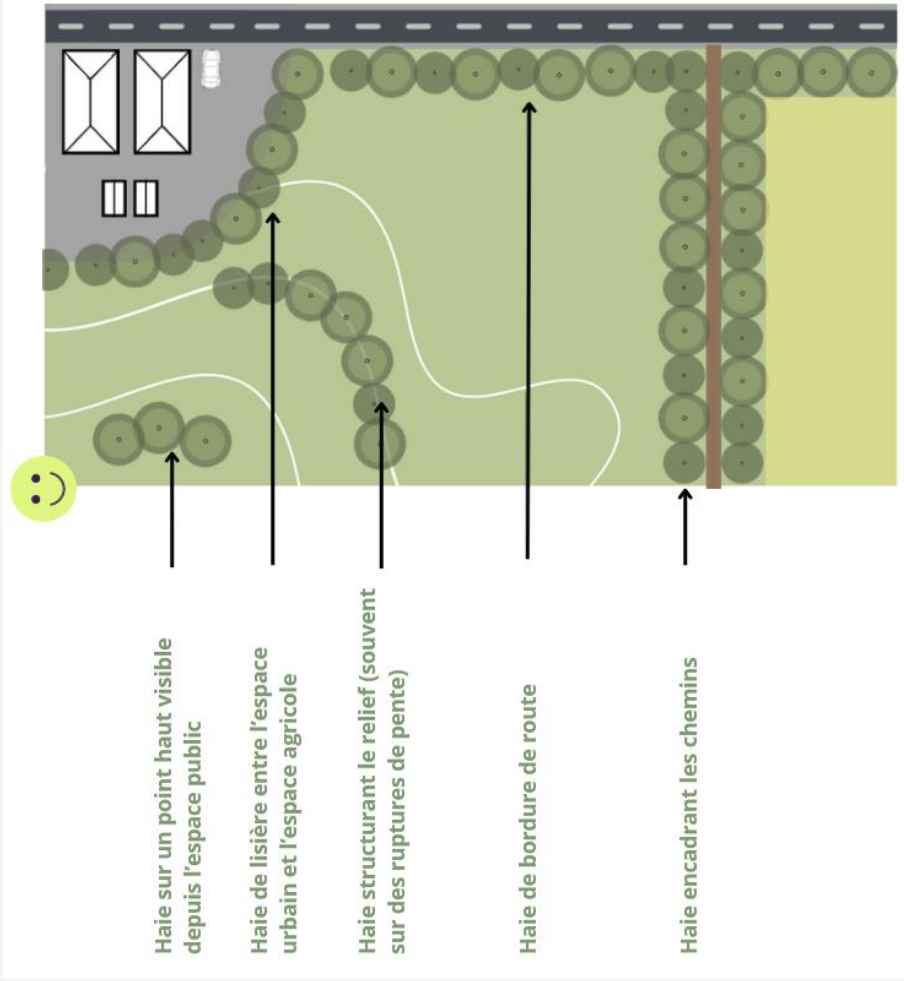 Haie sur un point haut visible
depuis l'espace public
Haie de lisière entre l'espace
urbain et l'espace agricole
Haie structurant le relief (souvent
sur des ruptures de pente)
Haie de bordure de route
Haie encadrant les chemins